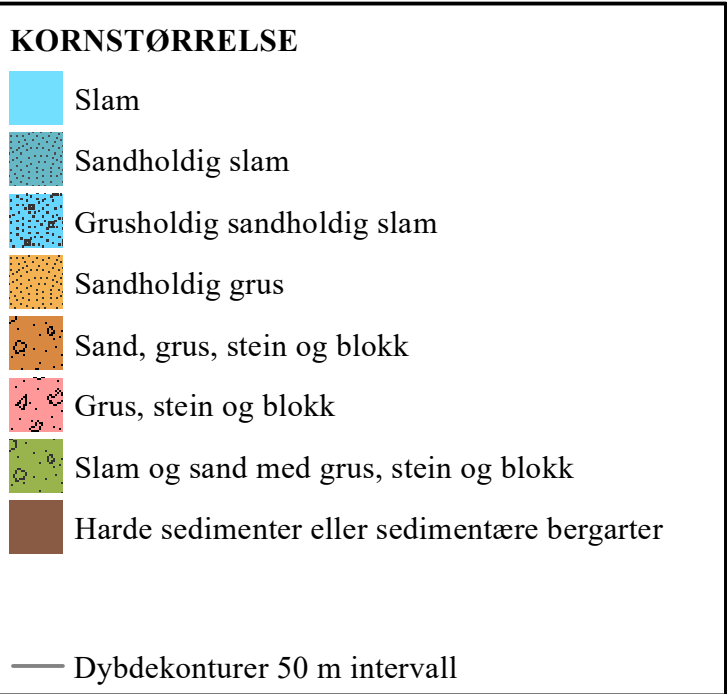 KORNSTØRRELSE
Slam
Sandholdig slam
Grusholdig sandholdig slam
Sandholdig grus
Sand, grus, stein og blokk
Grus, stein og blokk
Slam og sand med grus, stein og blokk
Harde sedimenter eller sedimentære bergarter
Dybdekonturer 50 m intervall